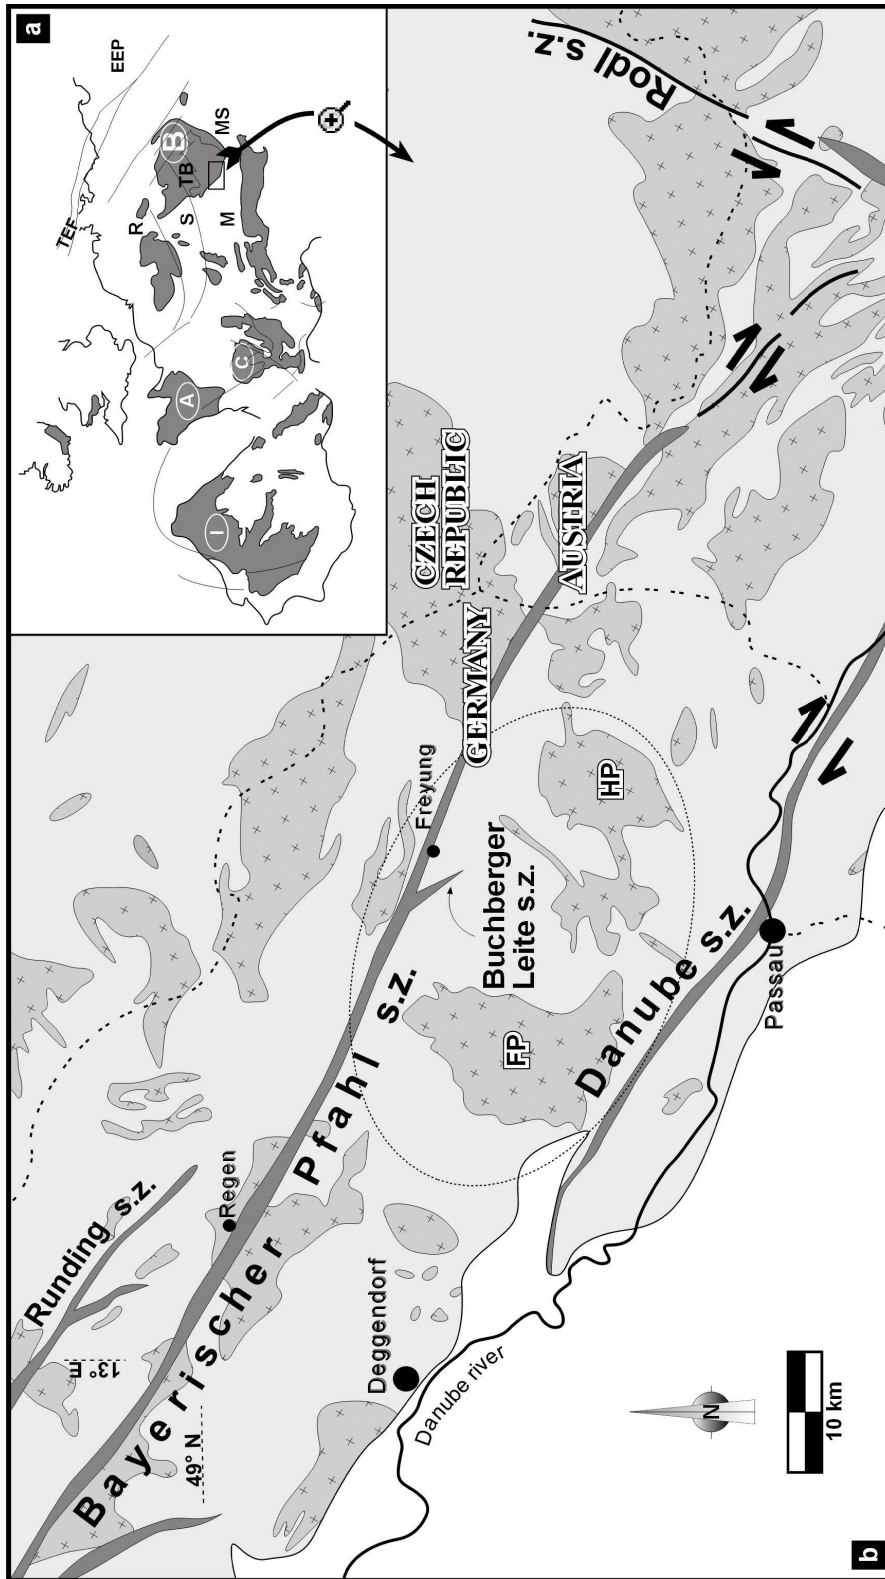 a
EEP
TEF
R
S
M
TB
MS
B
A
C
I
b
Rodl s.z.
CZECH
REPUBLIC
GERMANY
AUSTRIA
Runding s.z.
Bayerischer Pfahl s.z.
Regen
Freyung
Buchberger
Leite s.z.
FP
HP
Danube s.z.
Passau
Deggendorf
Danube river
13° E
49° N
N
10 km